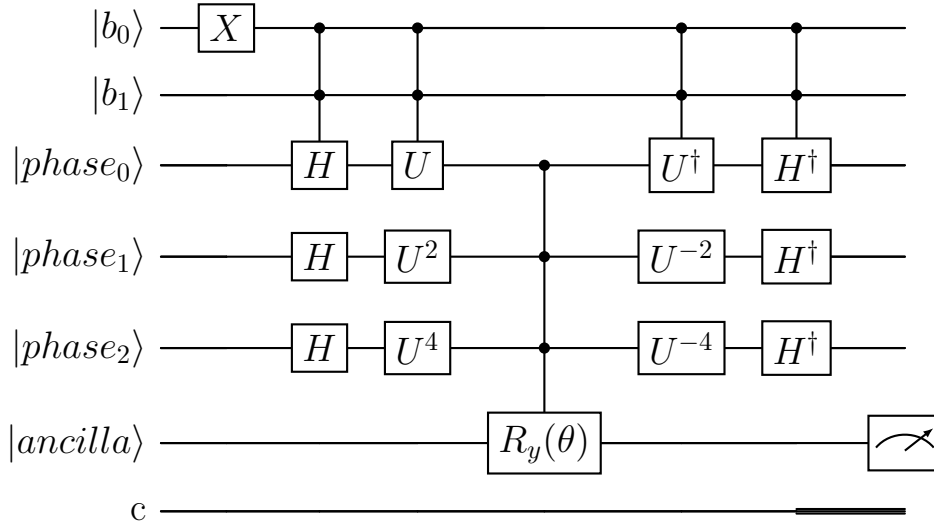 |b₀⟩ X
|b₁⟩
|phase₀⟩ H U U† H†
|phase₁⟩ H U² U⁻² H†
|phase₂⟩ H U⁴ U⁻⁴ H†
|ancilla⟩ R_y(θ)
c